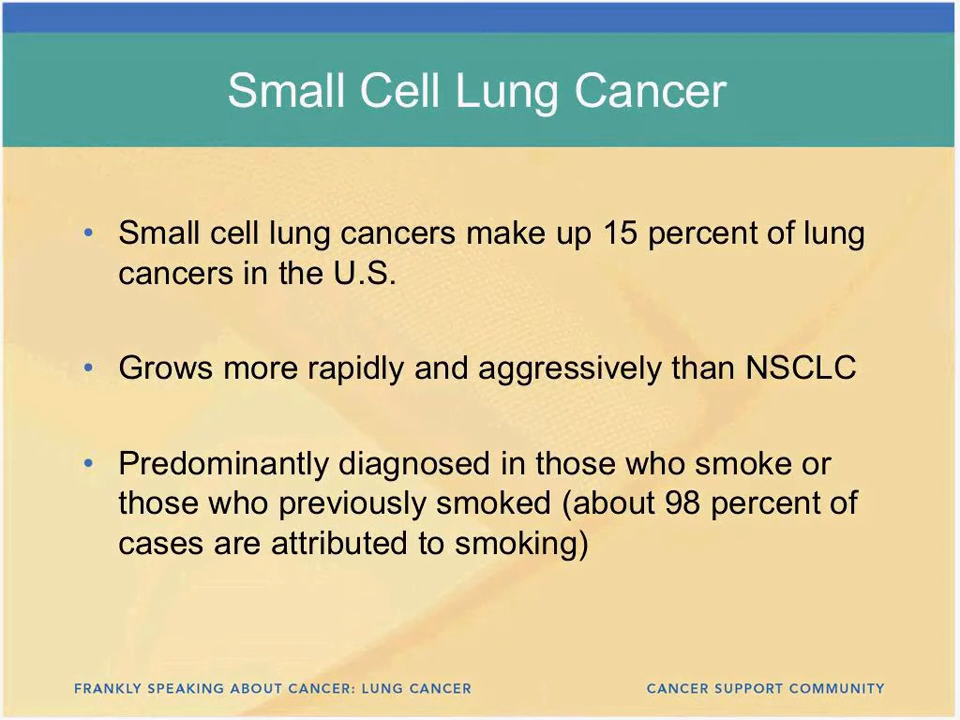 Small Cell Lung Cancer
• Small cell lung cancers make up 15 percent of lung
cancers in the U.S.
• Grows more rapidly and aggressively than NSCLC
• Predominantly diagnosed in those who smoke or
those who previously smoked (about 98 percent of
cases are attributed to smoking)
FRANKLY SPEAKING ABOUT CANCER: LUNG CANCER
CANCER SUPPORT COMMUNITY